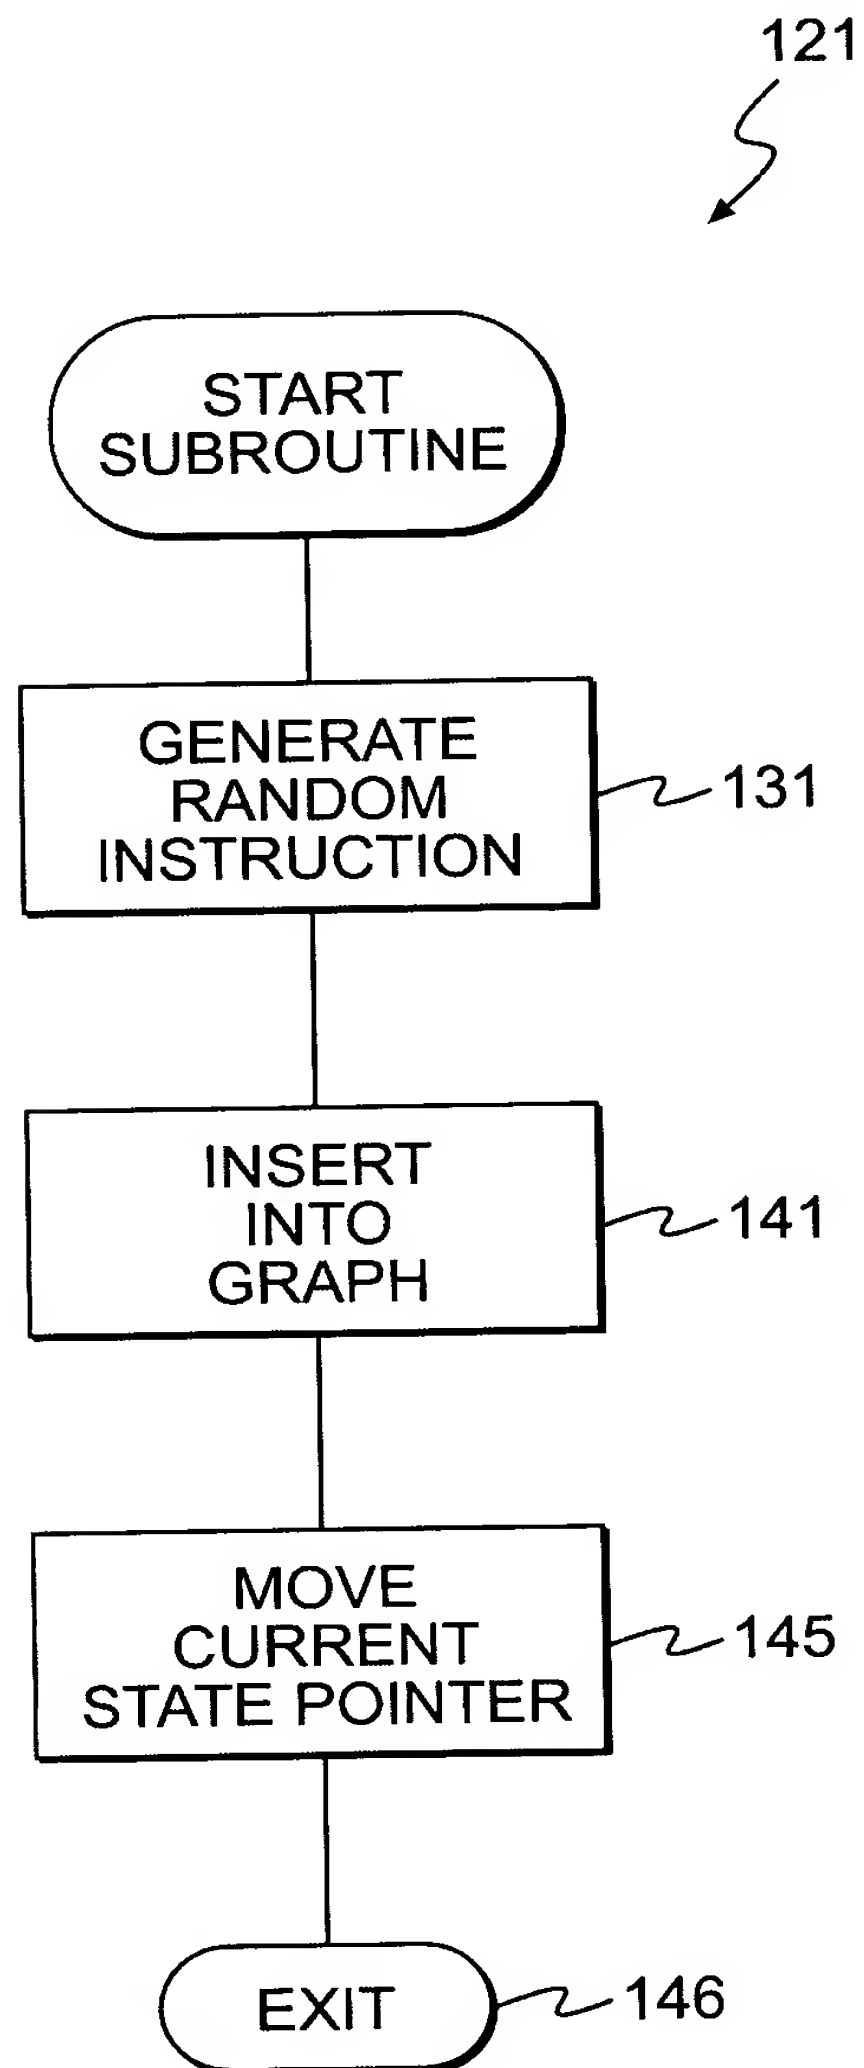 121
START
SUBROUTINE
GENERATE
RANDOM
INSTRUCTION
131
INSERT
INTO
GRAPH
141
MOVE
CURRENT
STATE POINTER
145
EXIT
146